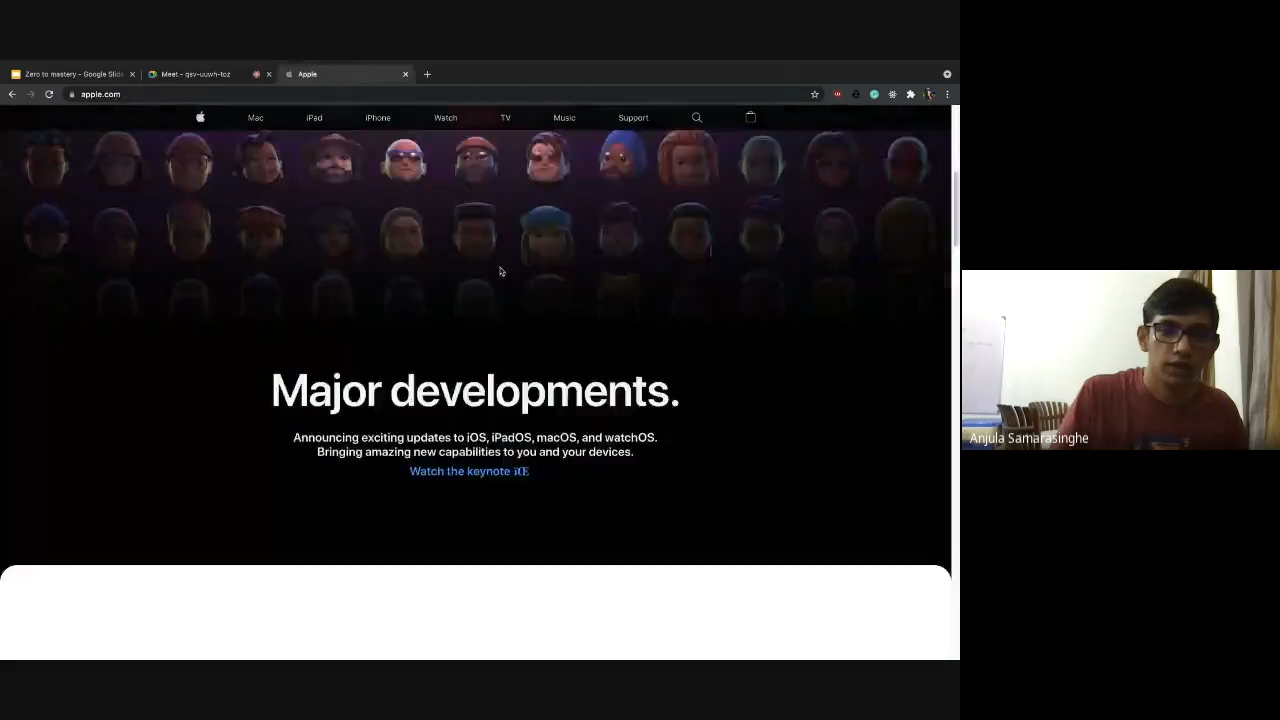 Zero to mastery - Google Slide
Meet - qsv-uuwh-toz
Apple
apple.com
Mac
iPad
iPhone
Watch
TV
Music
Support
Major developments.
Announcing exciting updates to iOS, iPadOS, macOS, and watchOS.
Bringing amazing new capabilities to you and your devices.
Watch the keynote
Anjula Samarasinghe